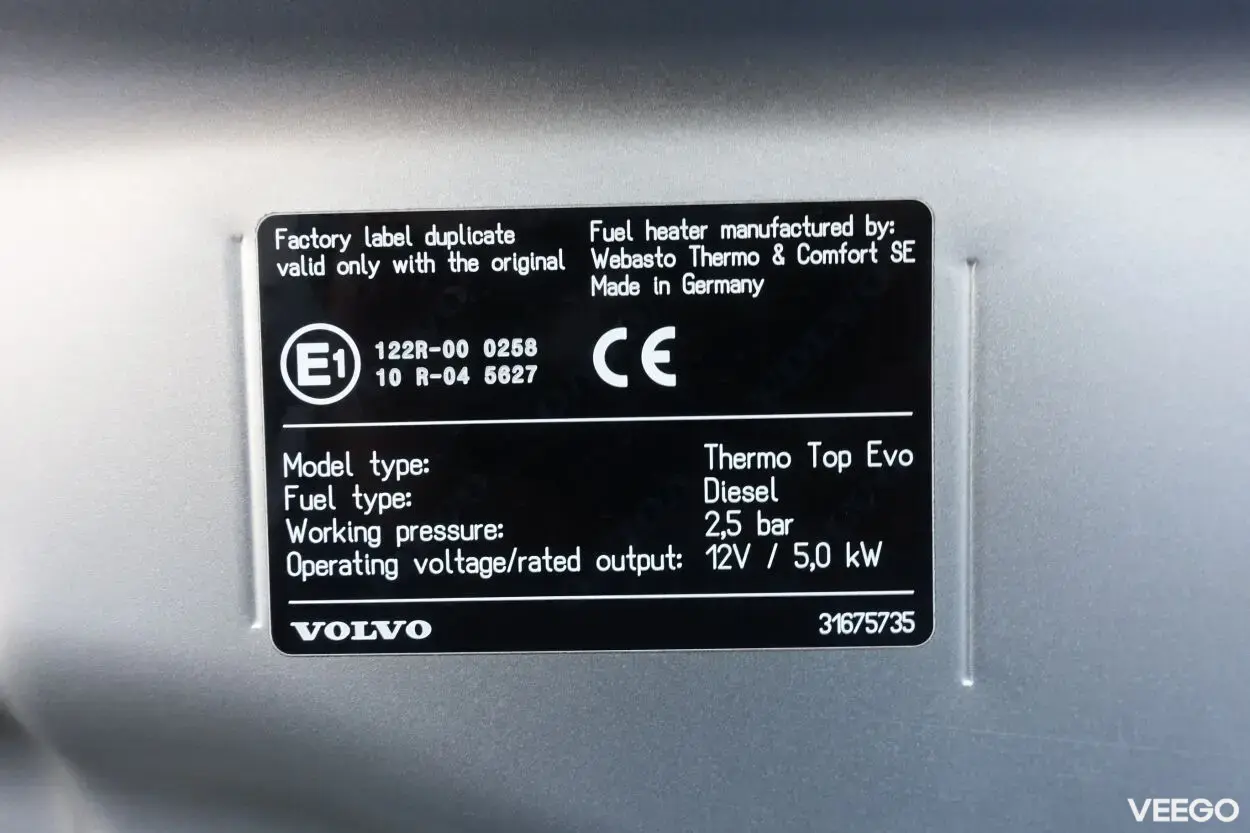 Factory label duplicate
valid only with the original
Fuel heater manufactured by:
Webasto Thermo & Comfort SE
Made in Germany
E1
122R-00 0258
10 R-04 5627
CE
Model type: Thermo Top Evo
Fuel type: Diesel
Working pressure: 2,5 bar
Operating voltage/rated output: 12V / 5,0 kW
VOLVO 31675735
VEEGO